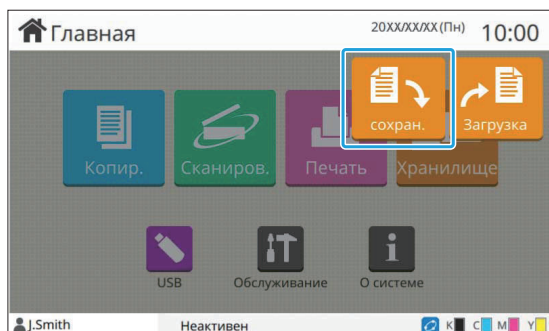 Главная 20XX/XX/XX (Пн) 10:00
сохран. Загрузка
Копир. Сканиров. Печать Хранилище
USB Обслуживание О системе
J.Smith Неактивен K C M Y